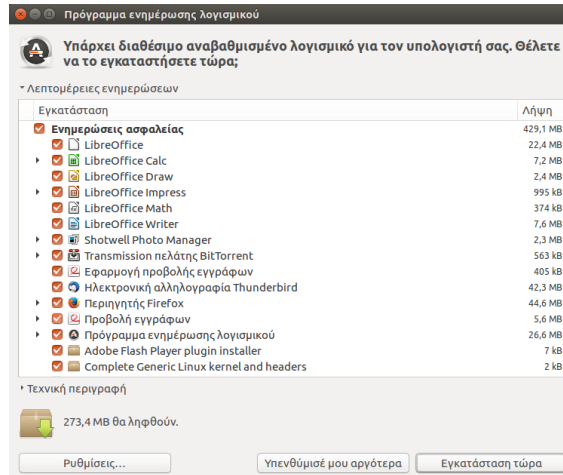 Πρόγραμμα ενημέρωσης λογισμικού
Υπάρχει διαθέσιμο αναβαθμισμένο λογισμικό για τον υπολογιστή σας. Θέλετε
να το εγκαταστήσετε τώρα;
Λεπτομέρειες ενημερώσεων
Εγκατάσταση Λήψη
Ενημερώσεις ασφαλείας 429,1 MB
LibreOffice 22,4 MB
LibreOffice Calc 7,2 MB
LibreOffice Draw 2,4 MB
LibreOffice Impress 995 kB
LibreOffice Math 374 kB
LibreOffice Writer 7,6 MB
Shotwell Photo Manager 2,3 MB
Transmission πελάτης BitTorrent 563 kB
Εφαρμογή προβολής εγγράφων 405 kB
Ηλεκτρονική αλληλογραφία Thunderbird 42,3 MB
Περιηγητής Firefox 44,6 MB
Προβολή εγγράφων 5,6 MB
Πρόγραμμα ενημέρωσης λογισμικού 26,6 MB
Adobe Flash Player plugin installer 7 kB
Complete Generic Linux kernel and headers 2 kB
Τεχνική περιγραφή
273,4 MB θα ληφθούν.
Ρυθμίσεις... Υπενθύμισέ μου αργότερα Εγκατάσταση τώρα